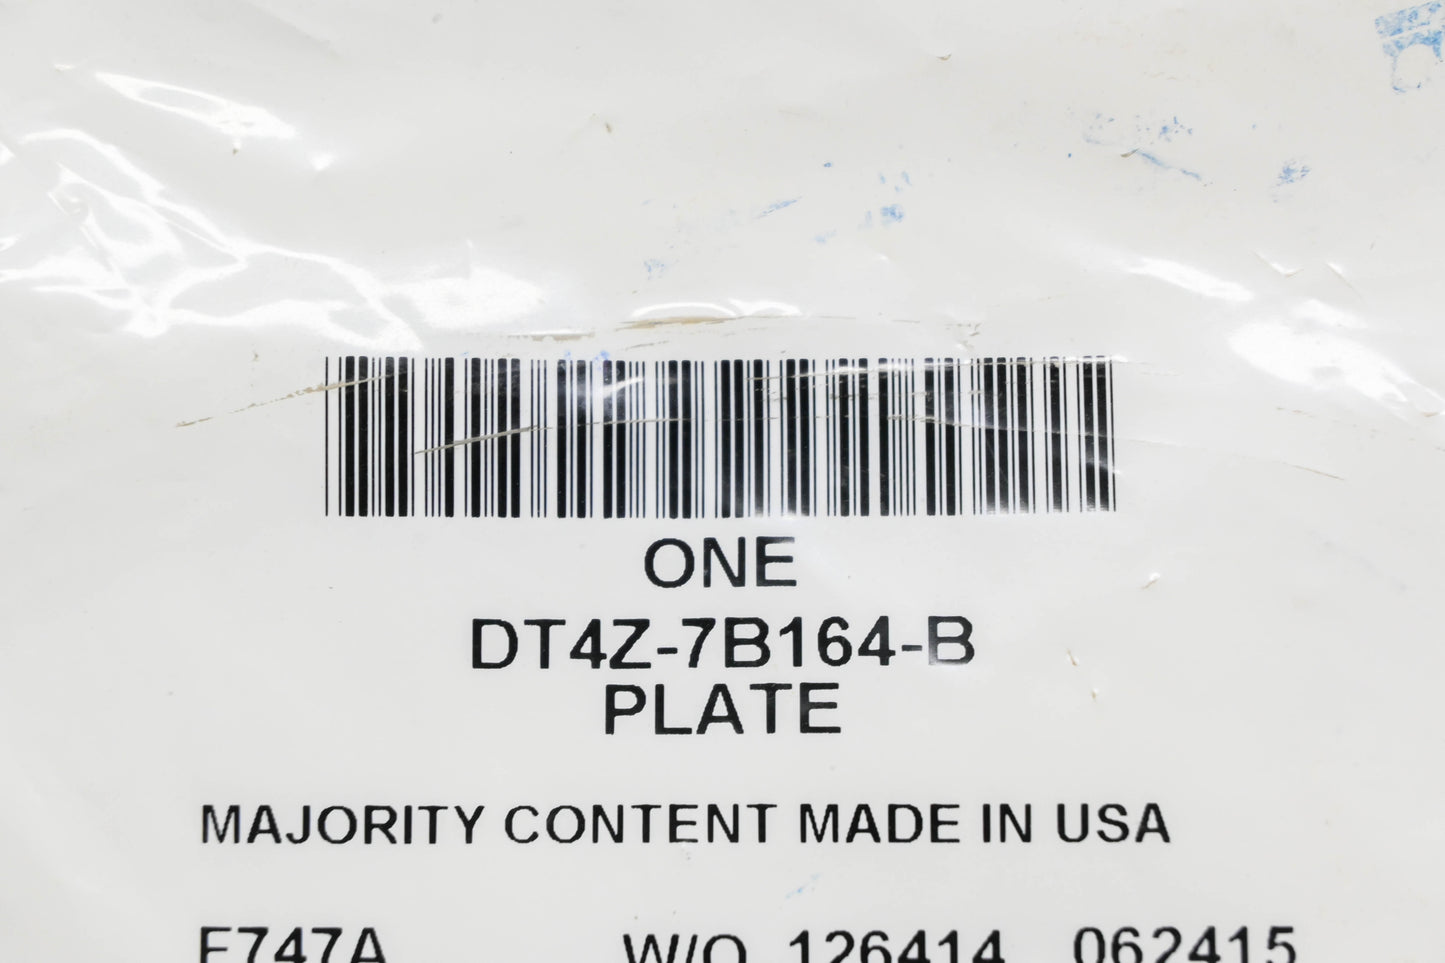 ONE
DT4Z-7B164-B
PLATE
MAJORITY CONTENT MADE IN USA
W/O 126414 062415